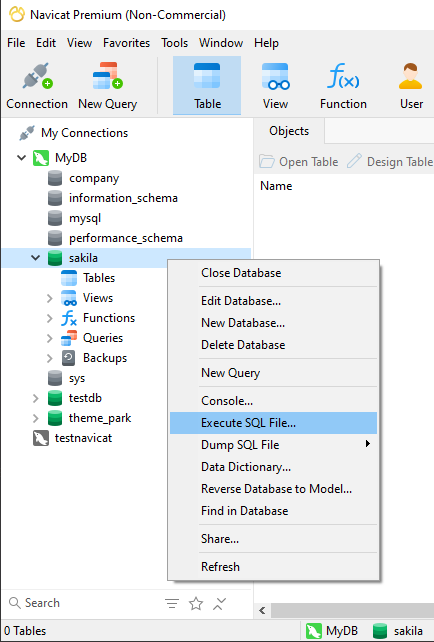 Navicat Premium (Non-Commercial)
File Edit View Favorites Tools Window Help
Connection New Query Table View Function User
My Connections
MyDB
company
information_schema
mysql
performance_schema
sakila
Tables
Views
Functions
Queries
Backups
sys
testdb
theme_park
testnavicat
Objects
Open Table Design Table
Name
Close Database
Edit Database...
New Database...
Delete Database
New Query
Console...
Execute SQL File...
Dump SQL File
Data Dictionary...
Reverse Database to Model...
Find in Database
Share...
Refresh
Search
0 Tables MyDB sakila